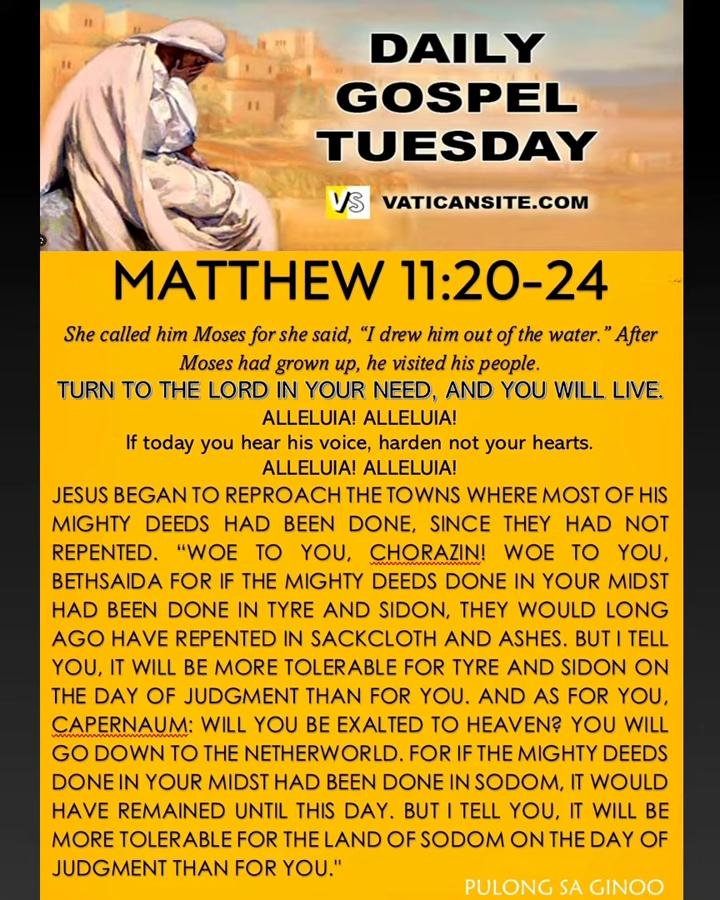 DAILY
GOSPEL
TUESDAY
VS VATICANSITE.COM
MATTHEW 11:20-24
She called him Moses for she said, “I drew him out of the water.” After
Moses had grown up, he visited his people.
TURN TO THE LORD IN YOUR NEED, AND YOU WILL LIVE.
ALLELUIA! ALLELUIA!
If today you hear his voice, harden not your hearts.
ALLELUIA! ALLELUIA!
JESUS BEGAN TO REPROACH THE TOWNS WHERE MOST OF HIS
MIGHTY DEEDS HAD BEEN DONE, SINCE THEY HAD NOT
REPENTED. “WOE TO YOU, CHORAZIN! WOE TO YOU,
BETHSAIDA FOR IF THE MIGHTY DEEDS DONE IN YOUR MIDST
HAD BEEN DONE IN TYRE AND SIDON, THEY WOULD LONG
AGO HAVE REPENTED IN SACKCLOTH AND ASHES. BUT I TELL
YOU, IT WILL BE MORE TOLERABLE FOR TYRE AND SIDON ON
THE DAY OF JUDGMENT THAN FOR YOU. AND AS FOR YOU,
CAPERNAUM: WILL YOU BE EXALTED TO HEAVEN? YOU WILL
GO DOWN TO THE NETHERWORLD. FOR IF THE MIGHTY DEEDS
DONE IN YOUR MIDST HAD BEEN DONE IN SODOM, IT WOULD
HAVE REMAINED UNTIL THIS DAY. BUT I TELL YOU, IT WILL BE
MORE TOLERABLE FOR THE LAND OF SODOM ON THE DAY OF
JUDGMENT THAN FOR YOU."
PULONG SA GINOO